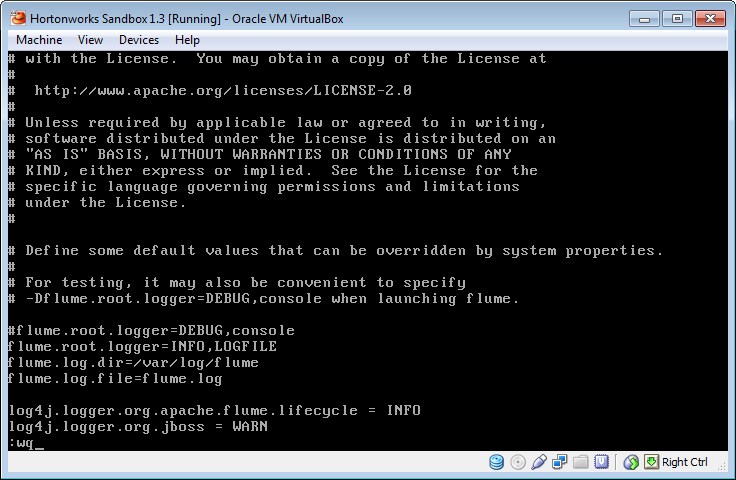 Hortonworks Sandbox 1.3 [Running] - Oracle VM VirtualBox
Machine View Devices Help
# with the License.  You may obtain a copy of the License at
#
#  http://www.apache.org/licenses/LICENSE-2.0
#
# Unless required by applicable law or agreed to in writing,
# software distributed under the License is distributed on an
# "AS IS" BASIS, WITHOUT WARRANTIES OR CONDITIONS OF ANY
# KIND, either express or implied.  See the License for the
# specific language governing permissions and limitations
# under the License.
#
# Define some default values that can be overridden by system properties.
#
# For testing, it may also be convenient to specify
# -Dflume.root.logger=DEBUG,console when launching flume.
#flume.root.logger=DEBUG,console
flume.root.logger=INFO,LOGFILE
flume.log.dir=/var/log/flume
flume.log.file=flume.log
log4j.logger.org.apache.flume.lifecycle = INFO
log4j.logger.org.jboss = WARN
:wq_
Right Ctrl